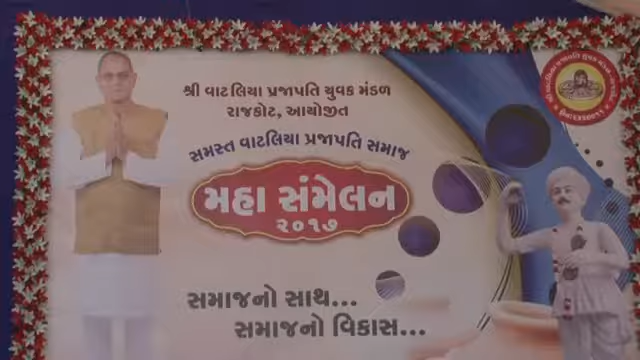 શ્રી વાટલિયા પ્રજાપતિ યુવક મંડળ
રાજકોટ, આયોજીત
સમસ્ત વાટલિયા પ્રજાપતિ સમાજ
મહા સંમેલન
૨૦૧૭
સમાજનો સાથ...
સમાજનો વિકાસ...